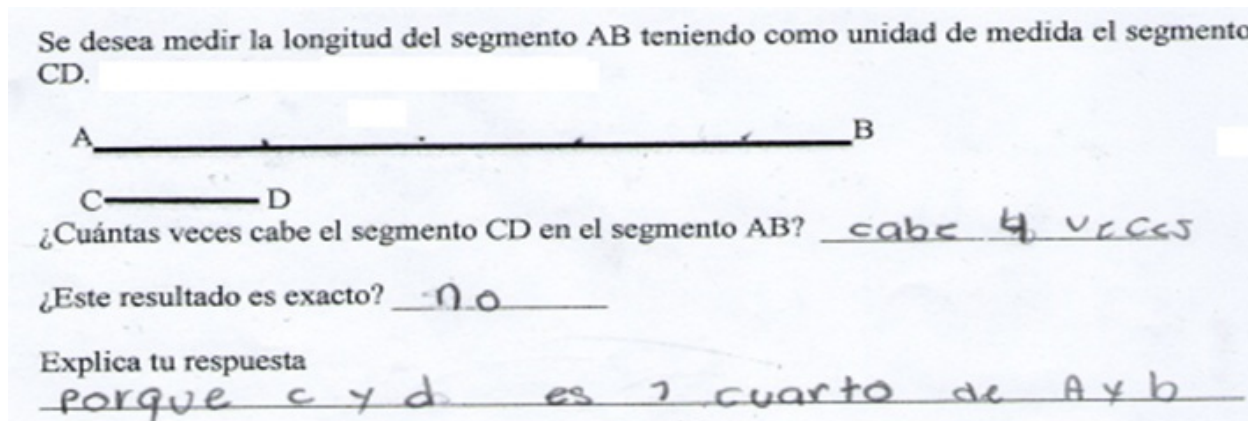 Se desea medir la longitud del segmento AB teniendo como unidad de medida el segmento
CD.
A B
C D
¿Cuántas veces cabe el segmento CD en el segmento AB? cabe 4 veces
¿Este resultado es exacto? no
Explica tu respuesta
porque c y d es 1 cuarto de A y b